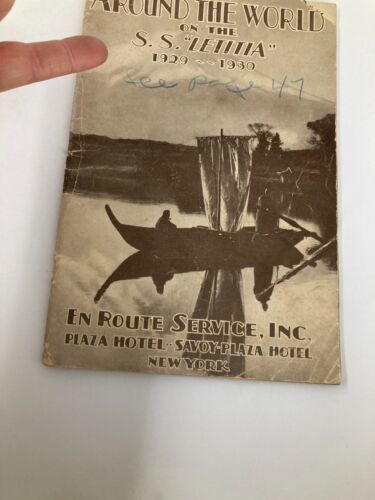 AROUND THE WORLD
ON THE
S. S. "LETITIA"
1929 - 1930
See page 47
EN ROUTE SERVICE, INC.
PLAZA HOTEL - SAVOY-PLAZA HOTEL
NEW YORK